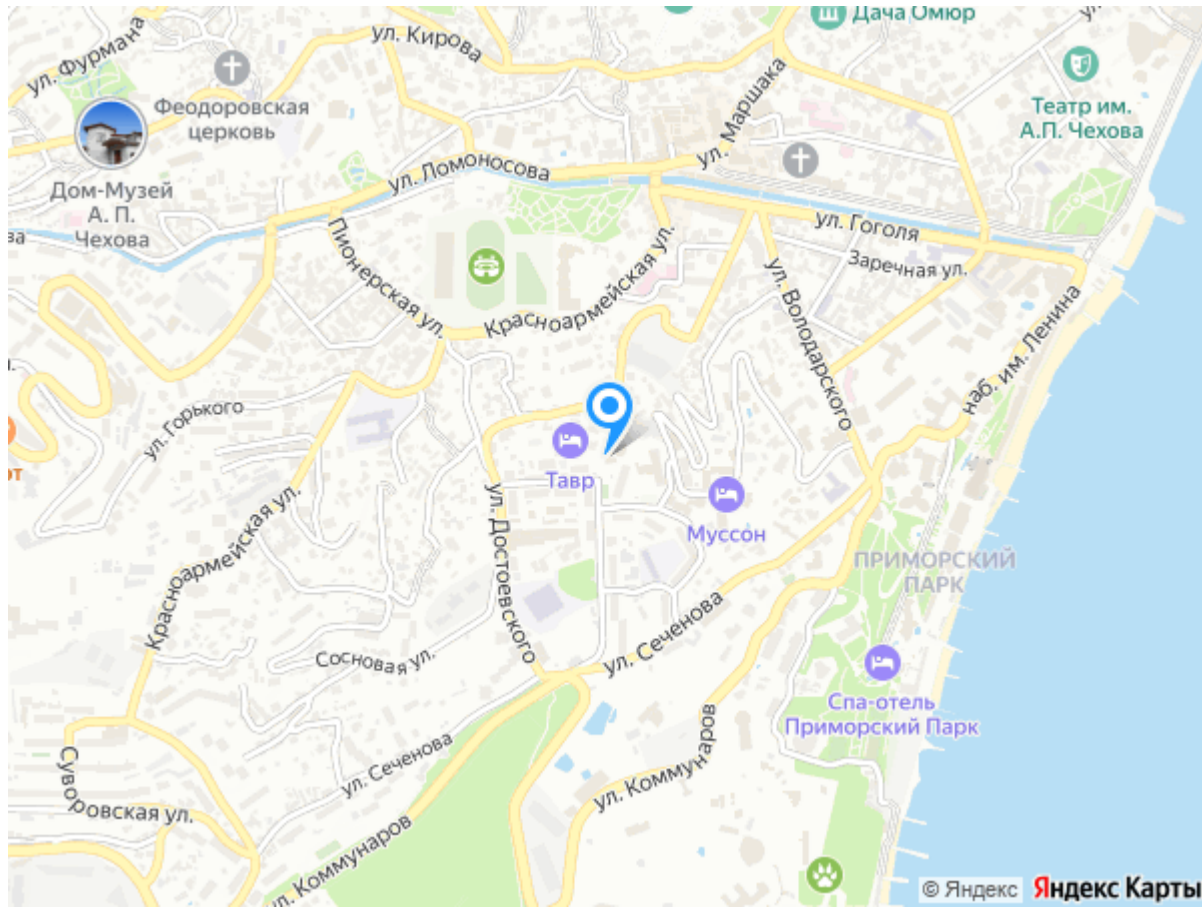 Дача Омюр
ул. Кирова
ул. Фурмана
Феодоровская
церковь
Театр им.
А.П. Чехова
ул. Маршака
ул. Ломоносова
Дом-Музей
А. П.
Чехова
ул. Гоголя
Заречная ул.
Пионерская ул.
Красноармейская ул.
ул. Володарского
наб. им. Ленина
ул. Горького
Тавр
Муссон
ул. Достоевского
Красноармейская ул.
ПРИМОРСКИЙ
ПАРК
ул. Сеченова
Сосновая ул.
Спа-отель
Приморский Парк
ул. Сеченова
ул. Коммунаров
Суворовская ул.
ул. Коммунаров
© Яндекс Яндекс Карты